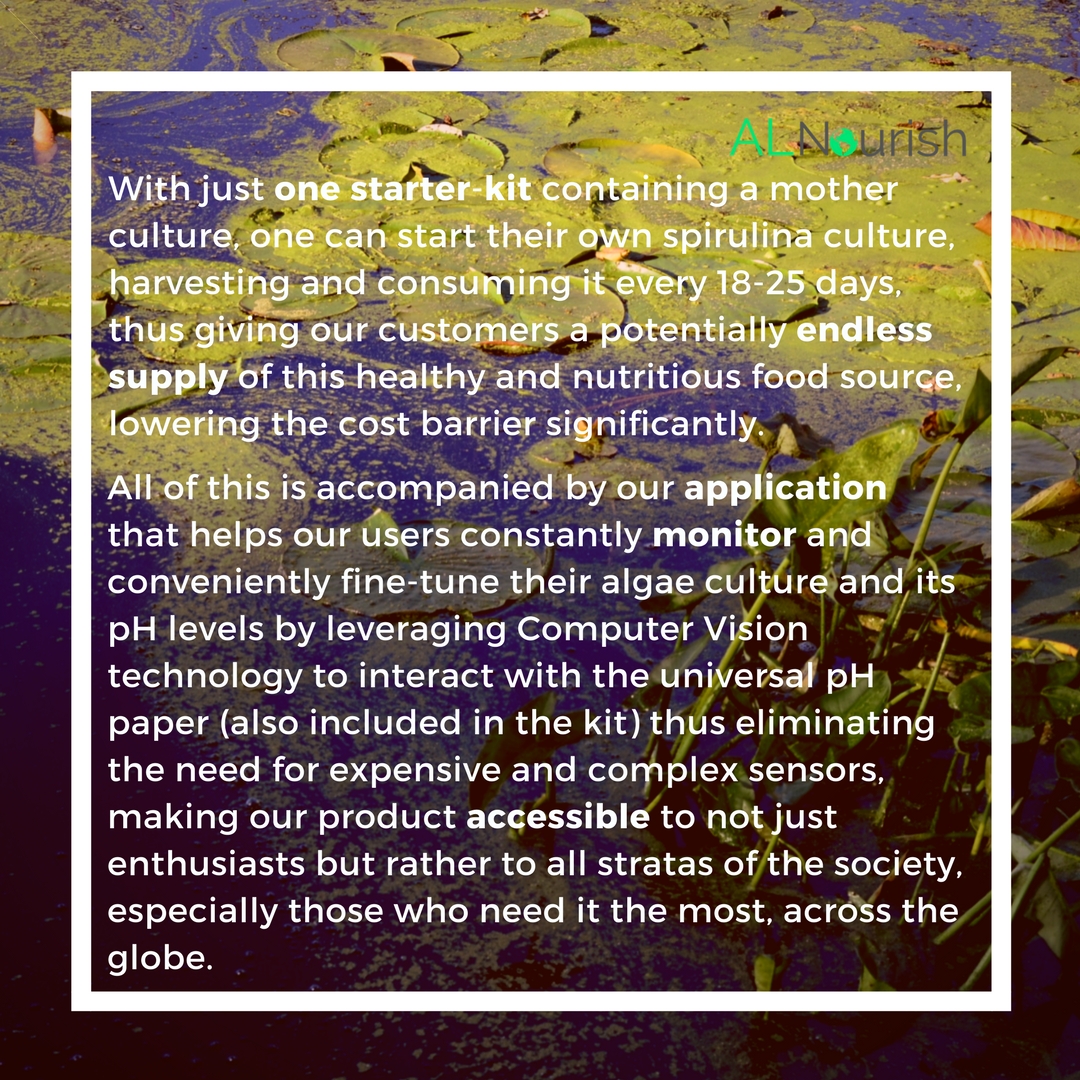 ALNourish
With just one starter-kit containing a mother
culture, one can start their own spirulina culture,
harvesting and consuming it every 18-25 days,
thus giving our customers a potentially endless
supply of this healthy and nutritious food source,
lowering the cost barrier significantly.
All of this is accompanied by our application
that helps our users constantly monitor and
conveniently fine-tune their algae culture and its
pH levels by leveraging Computer Vision
technology to interact with the universal pH
paper (also included in the kit) thus eliminating
the need for expensive and complex sensors,
making our product accessible to not just
enthusiasts but rather to all stratas of the society,
especially those who need it the most, across the
globe.